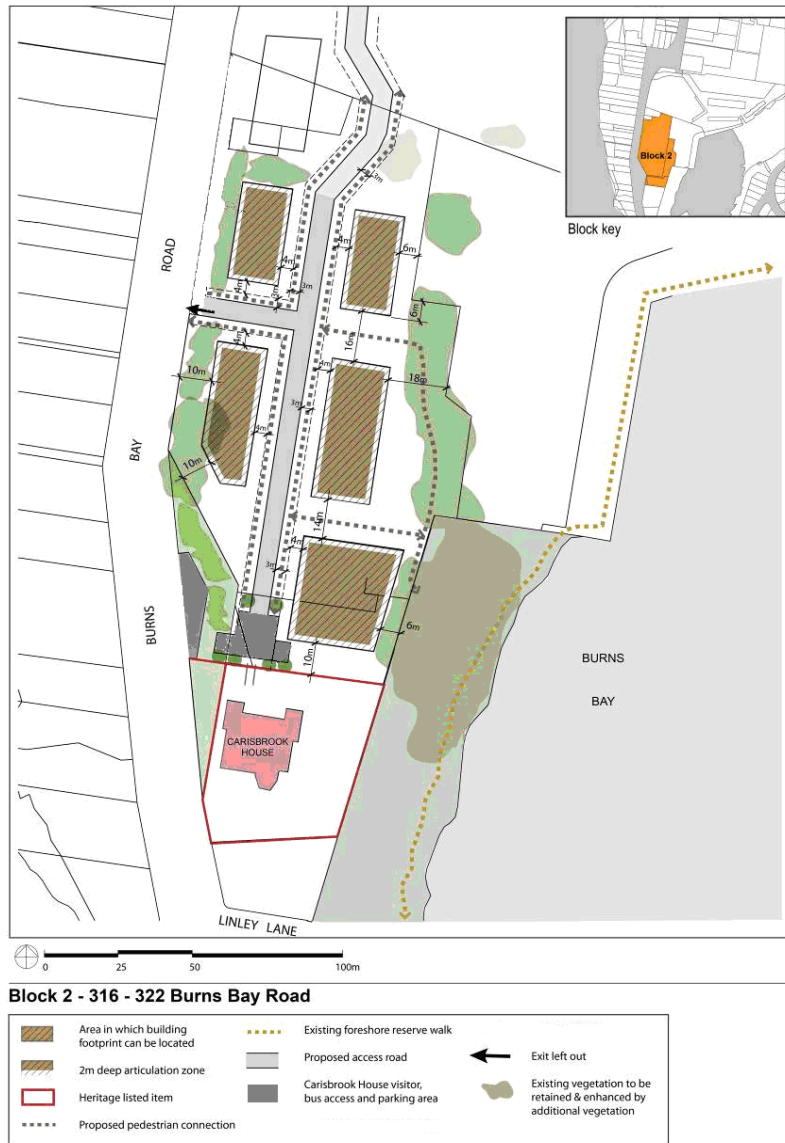 Block 2
Block key
ROAD
BAY
BURNS
4m
6m
3m
4m
4m
3m
3m
6m
16m
4m
10m
4m
18m
3m
4m
10m
14m
4m
3m
6m
10m
BURNS
BAY
CARISBROOK
HOUSE
LINLEY LANE
0 25 50 100m
Block 2 - 316 - 322 Burns Bay Road
Area in which building
footprint can be located
2m deep articulation zone
Heritage listed item
Proposed pedestrian connection
Existing foreshore reserve walk
Proposed access road
Carisbrook House visitor,
bus access and parking area
Exit left out
Existing vegetation to be
retained & enhanced by
additional vegetation